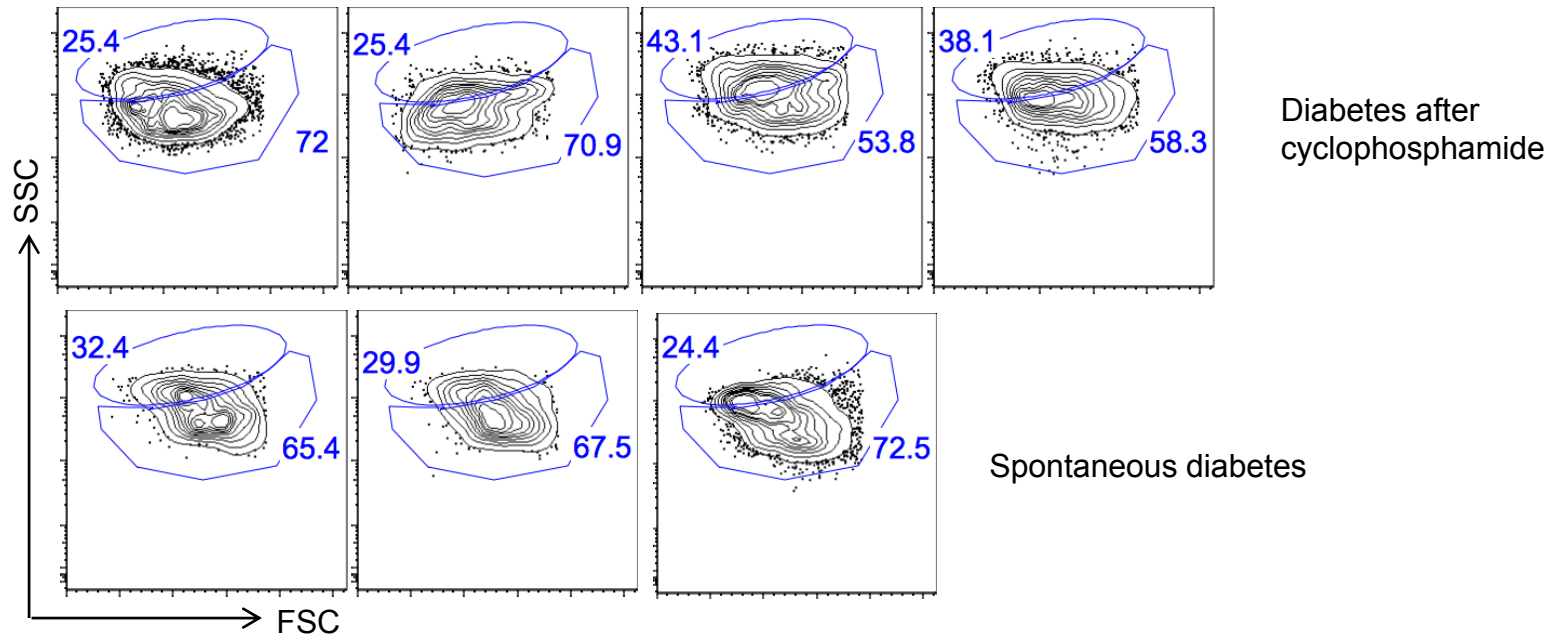 25.4
72
25.4
70.9
43.1
53.8
38.1
58.3
Diabetes after
cyclophosphamide
SSC
32.4
65.4
29.9
67.5
24.4
72.5
Spontaneous diabetes
FSC